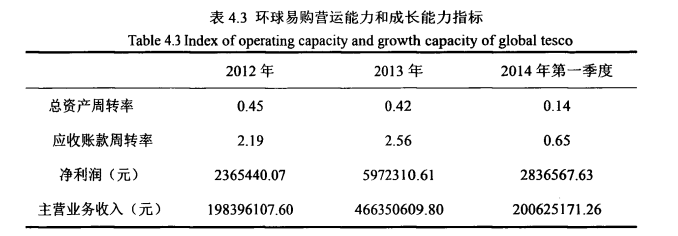 表 4.3 环球易购营运能力和成长能力指标
Table 4.3 Index of operating capacity and growth capacity of global tesco
2012 年 2013 年 2014 年第一季度
总资产周转率 0.45 0.42 0.14
应收账款周转率 2.19 2.56 0.65
净利润（元） 2365440.07 5972310.61 2836567.63
主营业务收入（元） 198396107.60 466350609.80 200625171.26